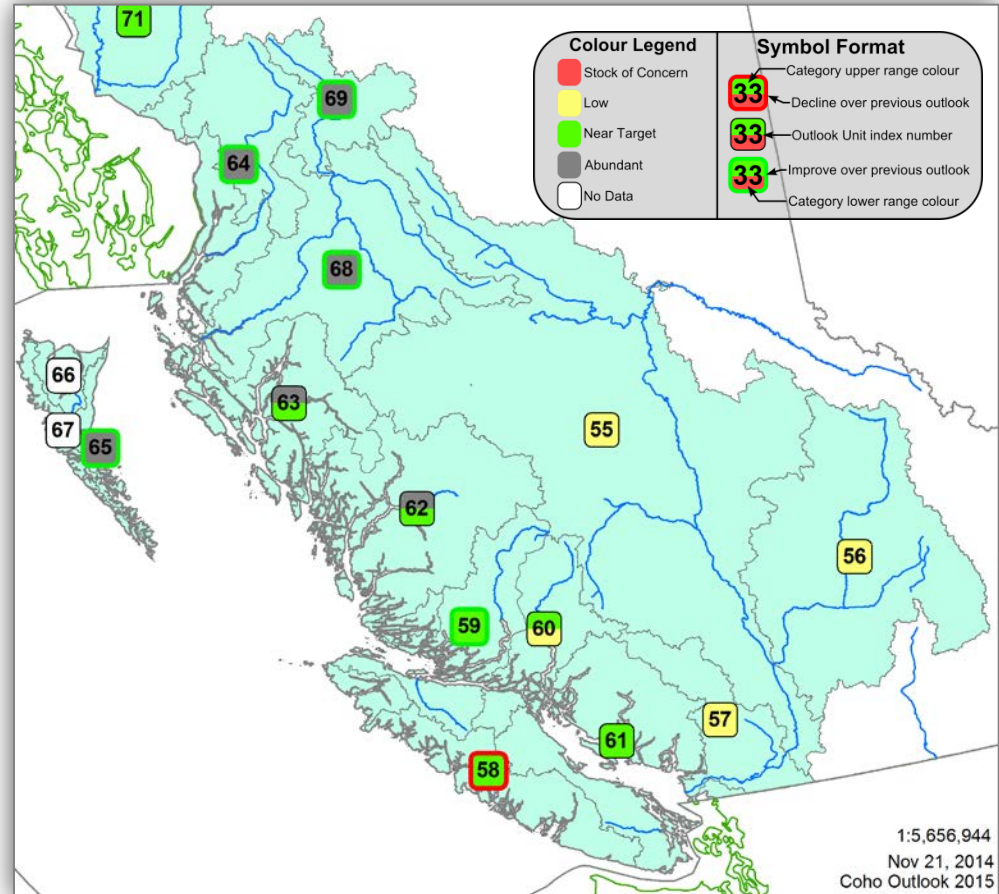 71
Colour Legend
Stock of Concern
Low
Near Target
Abundant
No Data
Symbol Format
33
Category upper range colour
Decline over previous outlook
33
Outlook Unit index number
33
Improve over previous outlook
Category lower range colour
69
64
68
66
63
67
65
55
62
56
59
60
57
61
58
1:5,656,944
Nov 21, 2014
Coho Outlook 2015